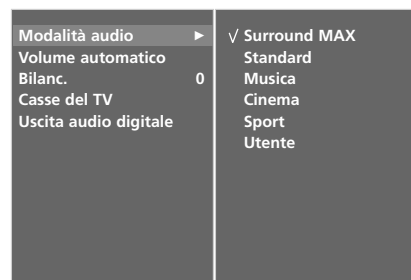 Modalità audio ►
Volume automatico
Bilanc. 0
Casse del TV
Uscita audio digitale
√ Surround MAX
Standard
Musica
Cinema
Sport
Utente